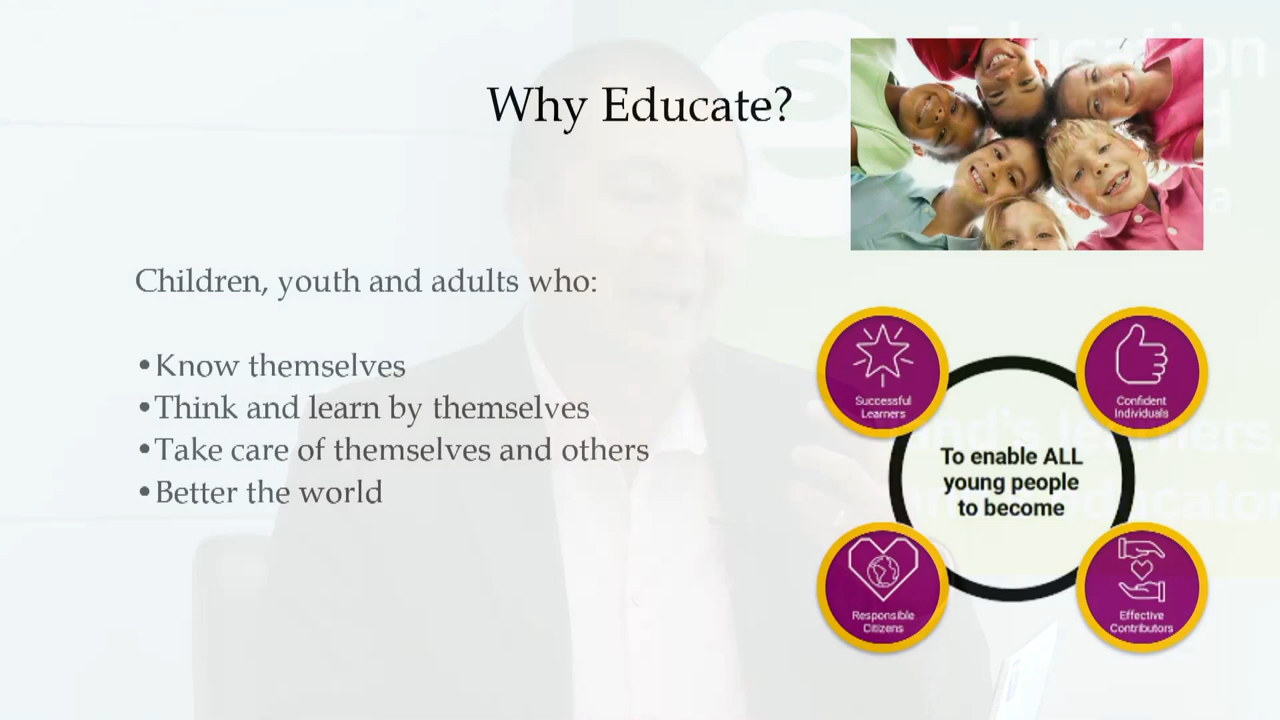 Why Educate?
Children, youth and adults who:
•Know themselves
•Think and learn by themselves
•Take care of themselves and others
•Better the world
Successful
Learners
Confident
Individuals
To enable ALL
young people
to become
Responsible
Citizens
Effective
Contributors